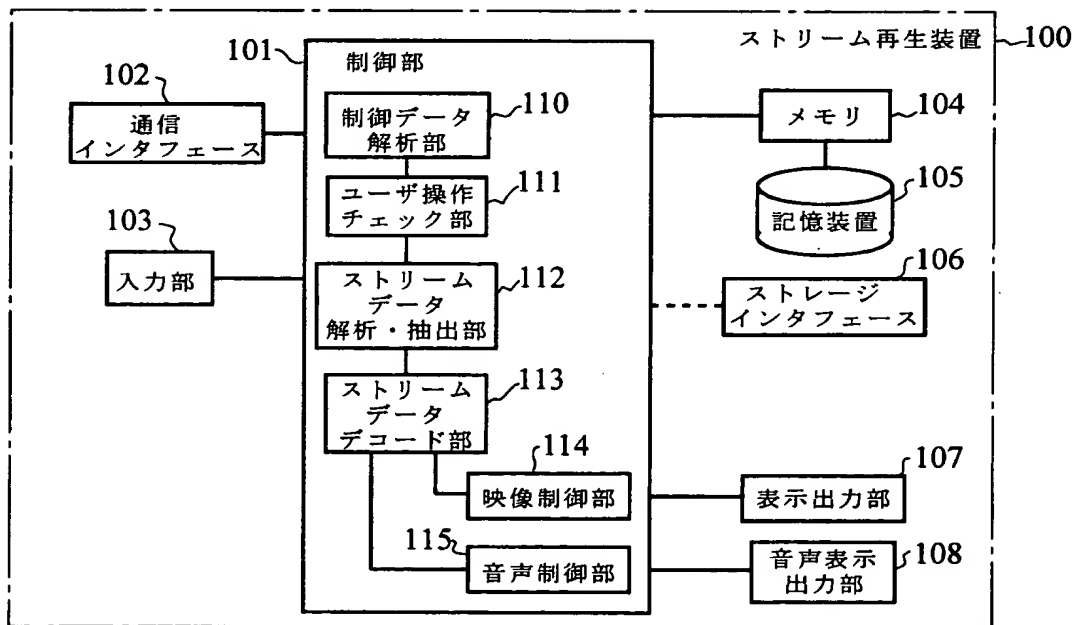 ストリーム再生装置
100
101
制御部
102
通信
インタフェース
103
入力部
110
制御データ
解析部
111
ユーザ操作
チェック部
112
ストリーム
データ
解析・抽出部
113
ストリーム
データ
デコード部
114
映像制御部
115
音声制御部
104
メモリ
105
記憶装置
106
ストレージ
インタフェース
107
表示出力部
108
音声表示
出力部